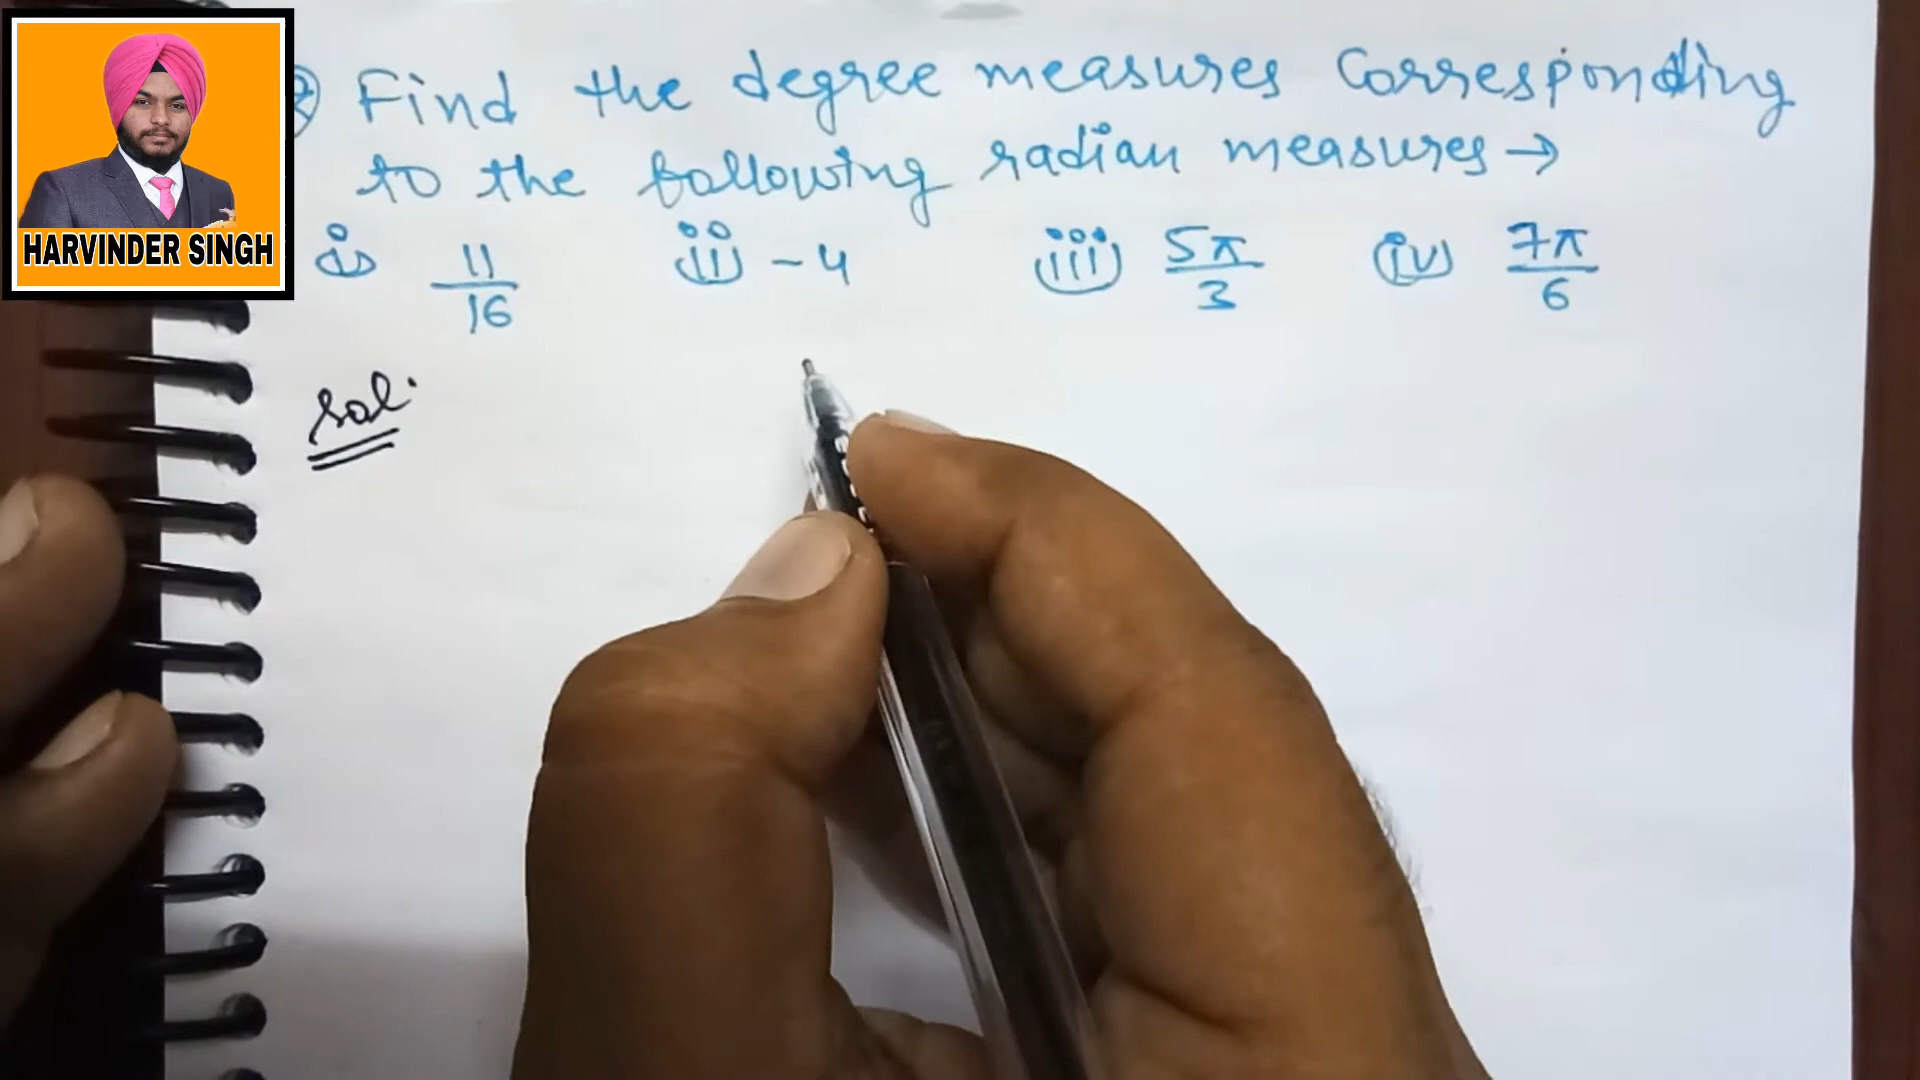 HARVINDER SINGH
Find the degree measures Corresponding
to the following radian measures →
(i) 11/16 (ii) -4 (iii) 5π/3 (iv) 7π/6
Sol.